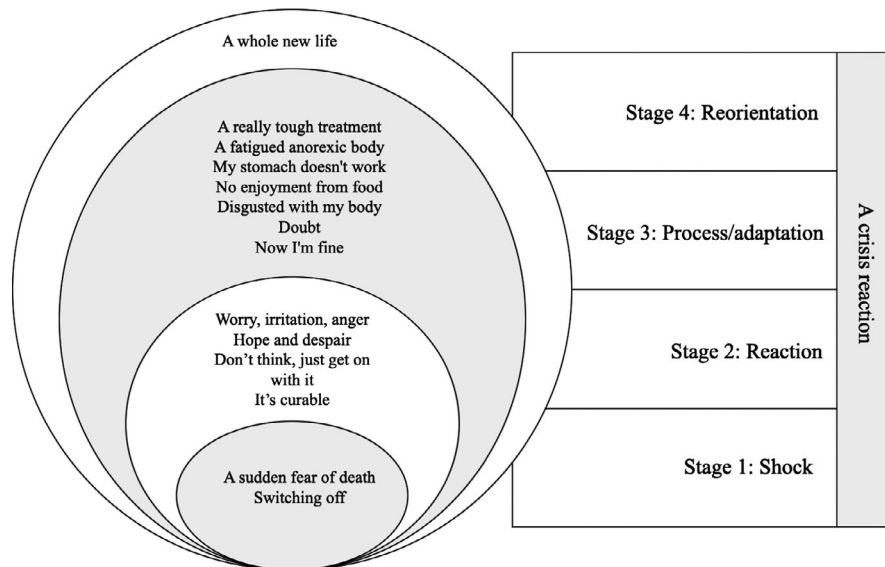 A whole new life
A really tough treatment
A fatigued anorexic body
My stomach doesn't work
No enjoyment from food
Disgusted with my body
Doubt
Now I'm fine
Worry, irritation, anger
Hope and despair
Don’t think, just get on
with it
It’s curable
A sudden fear of death
Switching off
Stage 4: Reorientation
Stage 3: Process/adaptation
Stage 2: Reaction
Stage 1: Shock
A crisis reaction